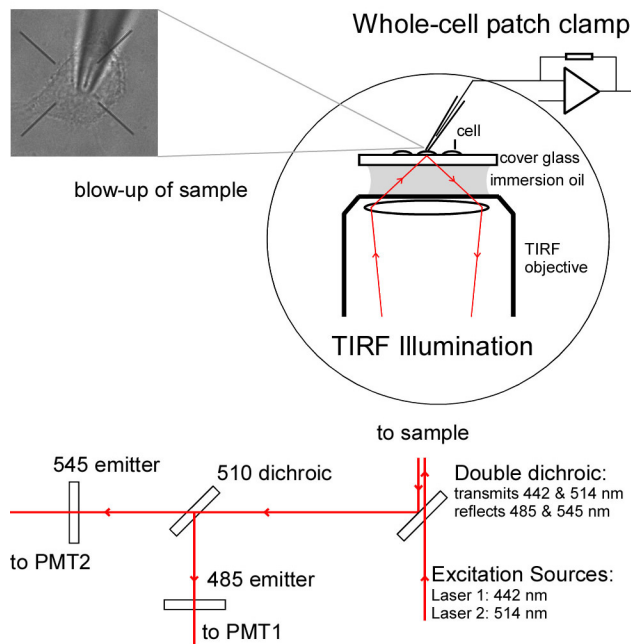 Whole-cell patch clamp
cell
cover glass
immersion oil
blow-up of sample
TIRF
objective
TIRF Illumination
to sample
545 emitter
510 dichroic
Double dichroic:
transmits 442 & 514 nm
reflects 485 & 545 nm
to PMT2
485 emitter
Excitation Sources:
Laser 1: 442 nm
Laser 2: 514 nm
to PMT1